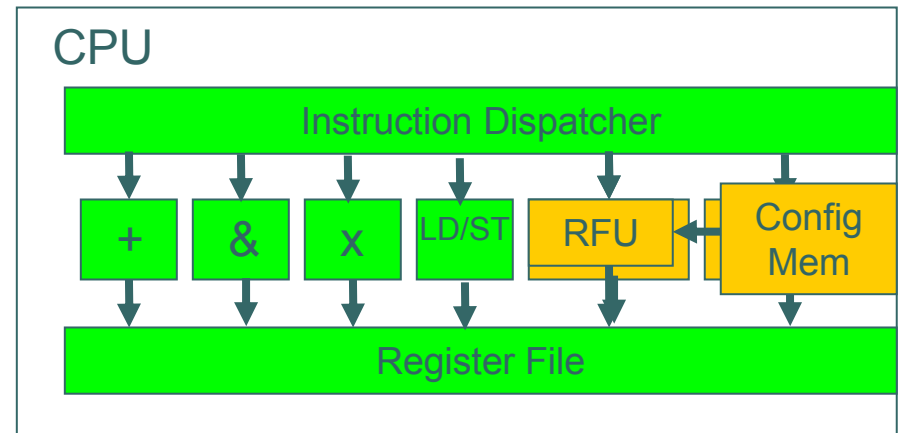 CPU
Instruction Dispatcher
+
&
x
LD/ST
RFU
Config
Mem
Register File